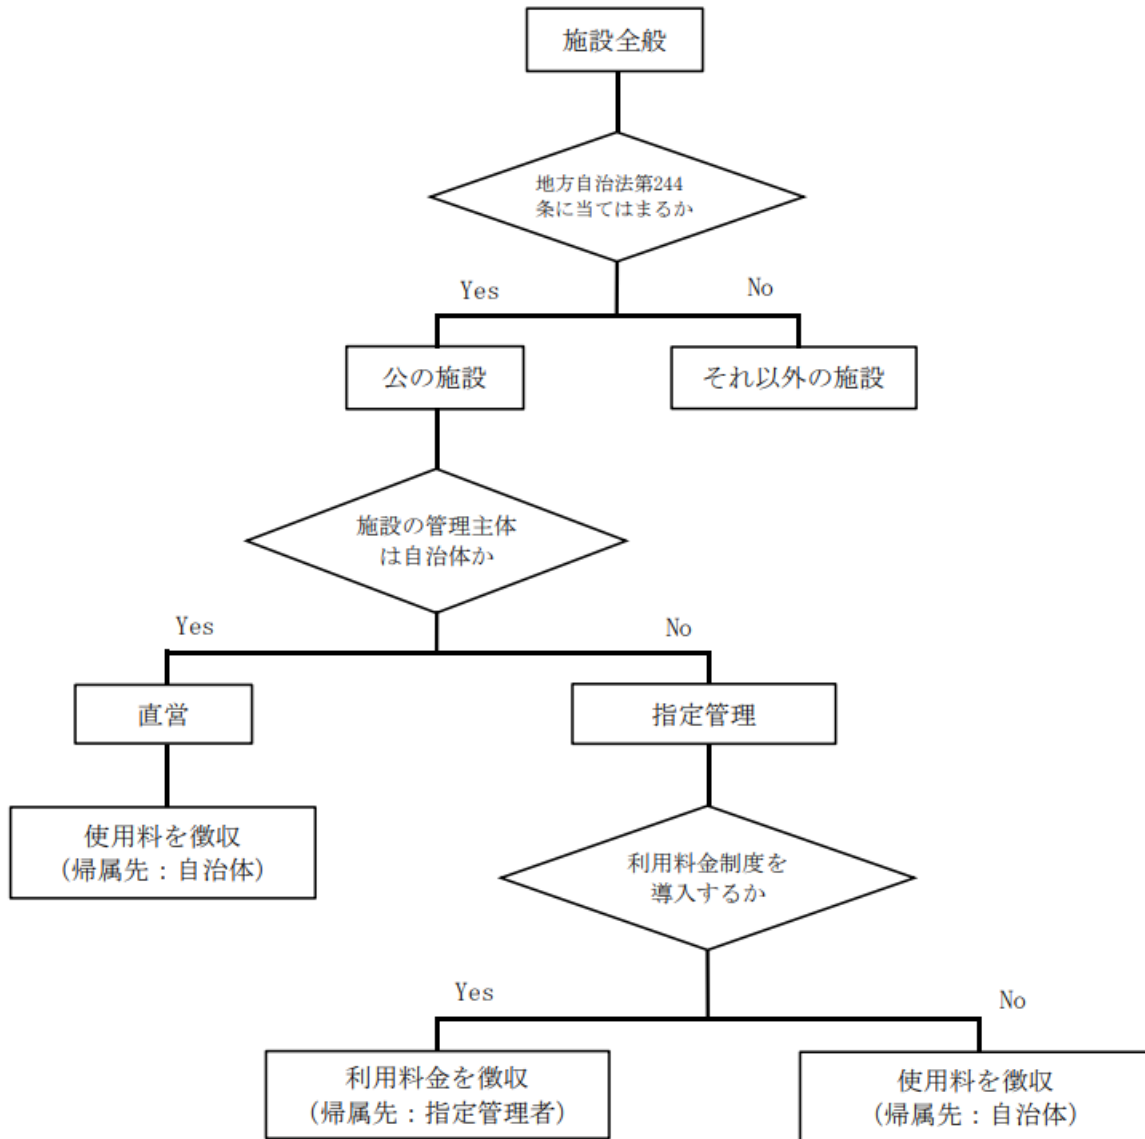 施設全般
地方自治法第244
条に当てはまるか
Yes
No
公の施設
それ以外の施設
施設の管理主体
は自治体か
Yes
No
直営
指定管理
使用料を徴収
(帰属先:自治体)
利用料金制度を
導入するか
Yes
No
利用料金を徴収
(帰属先:指定管理者)
使用料を徴収
(帰属先:自治体)